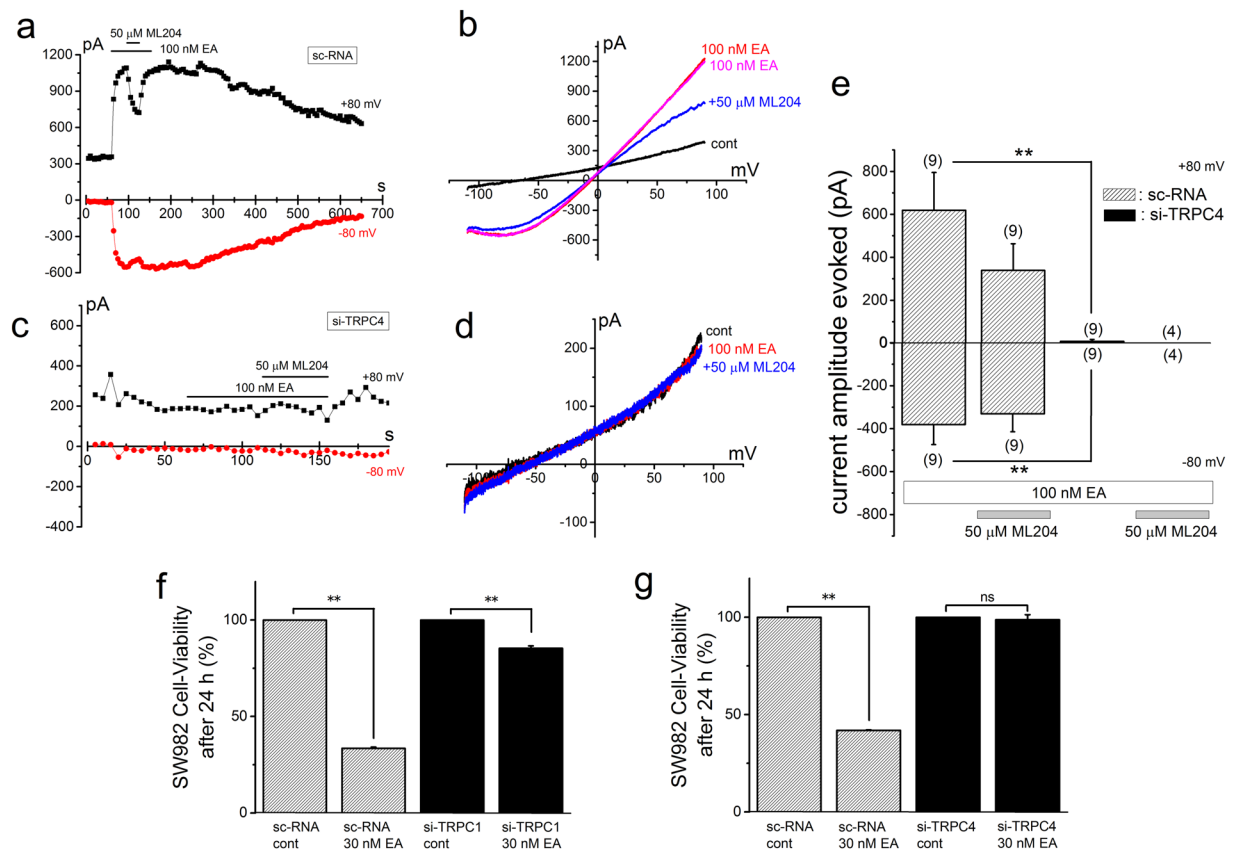 a
pA
50 μM ML204
100 nM EA
sc-RNA
1200
900
600
300
0
-300
-600
+80 mV
s
0 100 200 300 400 500 600 700
-80 mV
b
pA
1200
900
600
300
-300
-600
100 nM EA
100 nM EA
+50 μM ML204
cont
mV
-100 -50 0 50 100
c
pA
si-TRPC4
600
400
200
0
-200
-400
50 μM ML204
100 nM EA
+80 mV
s
0 50 100 150
-80 mV
d
pA
200
100
-100
cont
100 nM EA
+50 μM ML204
mV
-100 -50 0 50 100
e
current amplitude evoked (pA)
800
600
400
200
0
-200
-400
-600
-800
(9) ** +80 mV
: sc-RNA
: si-TRPC4
(9)
(9) (4)
(9) (4)
(9)
(9) ** -80 mV
100 nM EA
50 μM ML204 50 μM ML204
f
SW982 Cell-Viability
after 24 h (%)
100
50
0
** **
sc-RNA
cont
sc-RNA
30 nM EA
si-TRPC1
cont
si-TRPC1
30 nM EA
g
SW982 Cell-Viability
after 24 h (%)
100
50
0
** ns
sc-RNA
cont
sc-RNA
30 nM EA
si-TRPC4
cont
si-TRPC4
30 nM EA